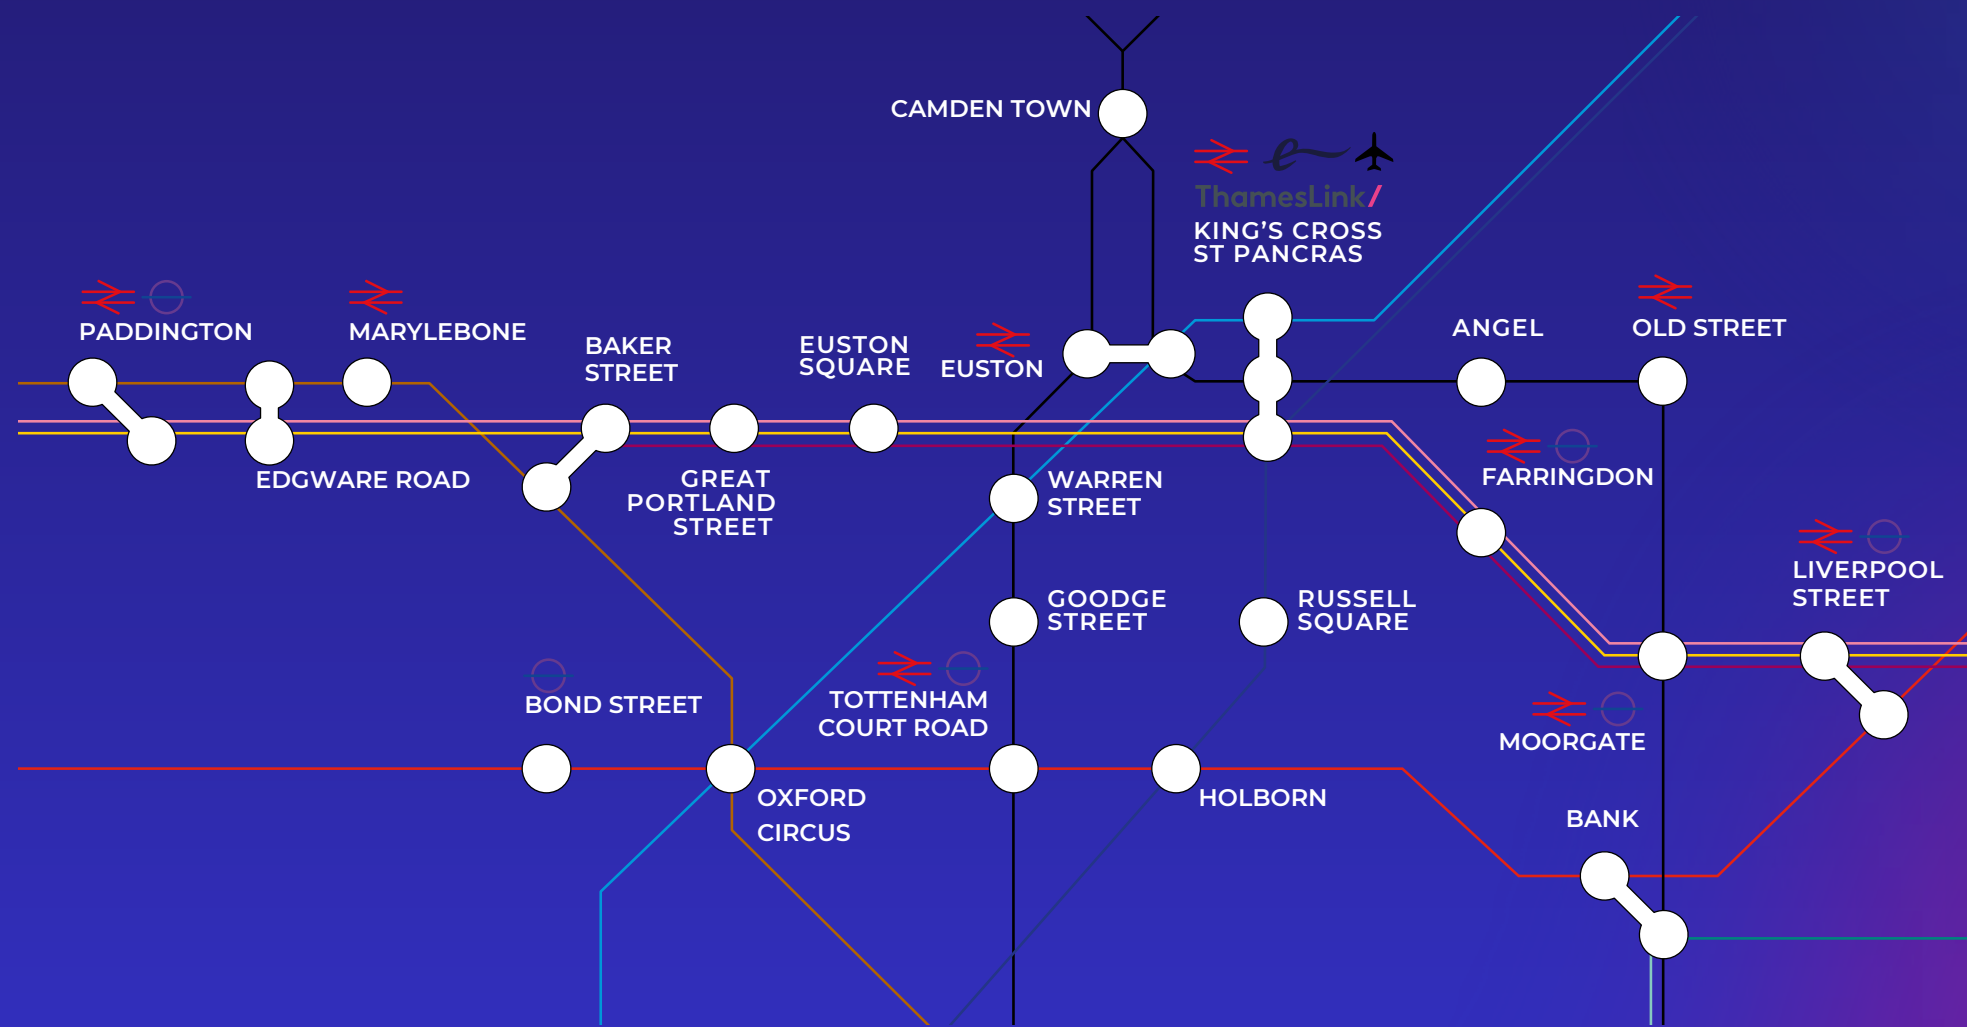 CAMDEN TOWN
e
ThamesLink/
KING'S CROSS
ST PANCRAS
PADDINGTON
MARYLEBONE
BAKER
STREET
EUSTON
SQUARE
EUSTON
ANGEL
OLD STREET
EDGWARE ROAD
GREAT
PORTLAND
STREET
WARREN
STREET
FARRINGDON
LIVERPOOL
STREET
GOODGE
STREET
RUSSELL
SQUARE
BOND STREET
TOTTENHAM
COURT ROAD
MOORGATE
OXFORD
CIRCUS
HOLBORN
BANK